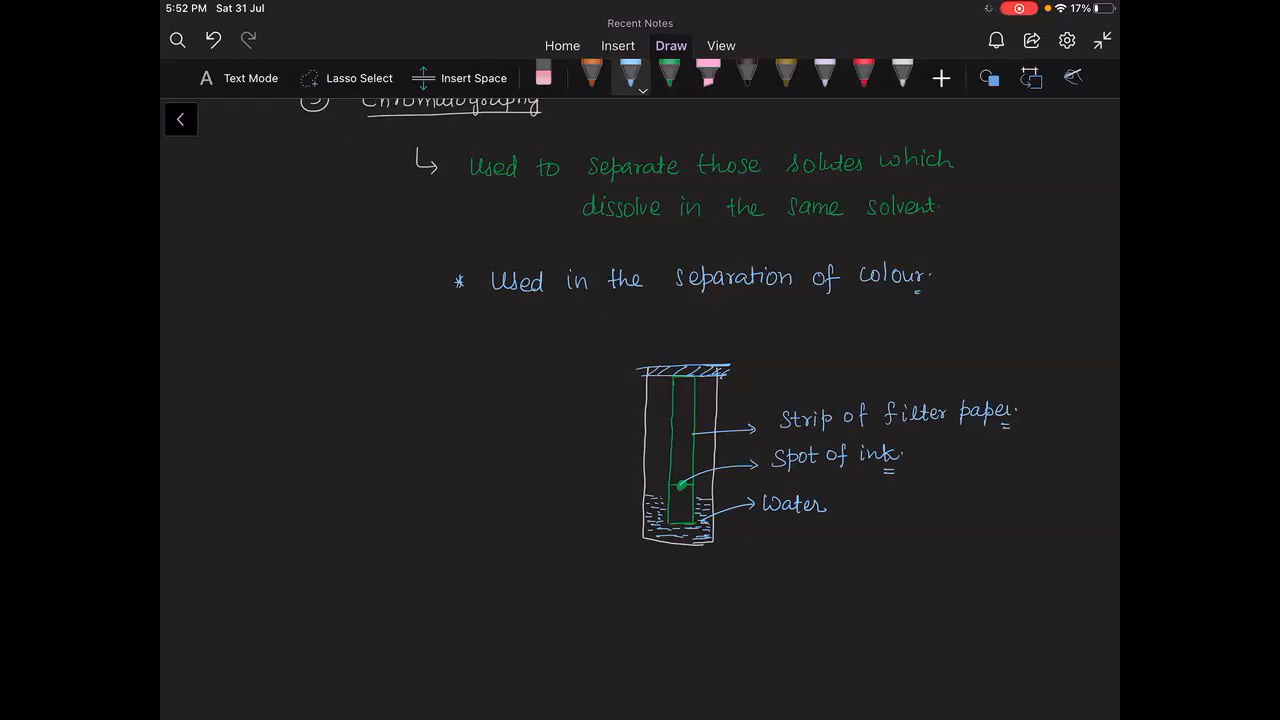 5:52 PM Sat 31 Jul
17%
Recent Notes
Home Insert Draw View
A Text Mode Lasso Select Insert Space
Chromatography
Used to separate those solutes which
dissolve in the same solvent.
* Used in the separation of colour.
Strip of filter paper.
Spot of ink.
Water